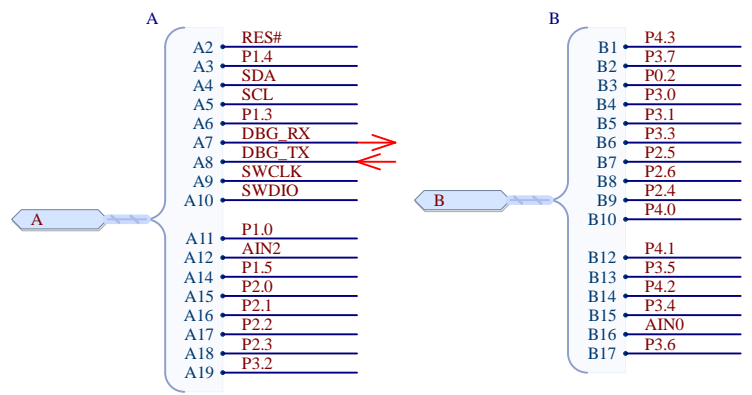 A
A
A2 RES#
A3 P1.4
A4 SDA
A5 SCL
A6 P1.3
A7 DBG_RX
A8 DBG_TX
A9 SWCLK
A10 SWDIO
A11 P1.0
A12 AIN2
A14 P1.5
A15 P2.0
A16 P2.1
A17 P2.2
A18 P2.3
A19 P3.2
B
B
B1 P4.3
B2 P3.7
B3 P0.2
B4 P3.0
B5 P3.1
B6 P3.3
B7 P2.5
B8 P2.6
B9 P2.4
B10 P4.0
B12 P4.1
B13 P3.5
B14 P4.2
B15 P3.4
B16 AIN0
B17 P3.6